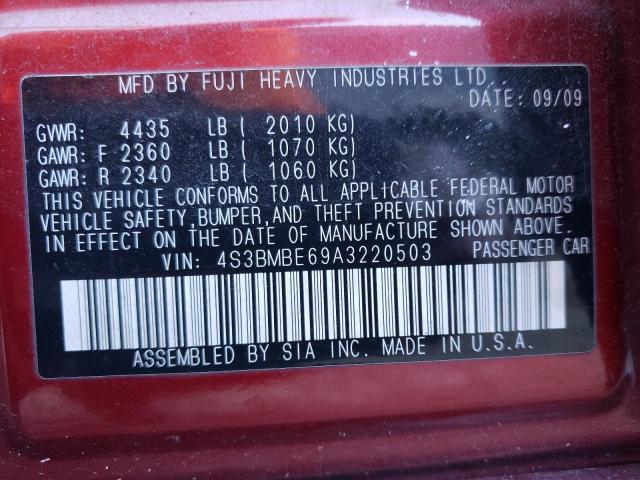 MFD BY FUJI HEAVY INDUSTRIES LTD.
DATE: 09/09
GVWR: 4435 LB ( 2010 KG)
GAWR: F 2360 LB ( 1070 KG)
GAWR: R 2340 LB ( 1060 KG)
THIS VEHICLE CONFORMS TO ALL APPLICABLE FEDERAL MOTOR
VEHICLE SAFETY, BUMPER, AND THEFT PREVENTION STANDARDS
IN EFFECT ON THE DATE OF MANUFACTURE SHOWN ABOVE.
VIN: 4S3BMBE69A3220503 PASSENGER CAR
ASSEMBLED BY SIA INC. MADE IN U.S.A.